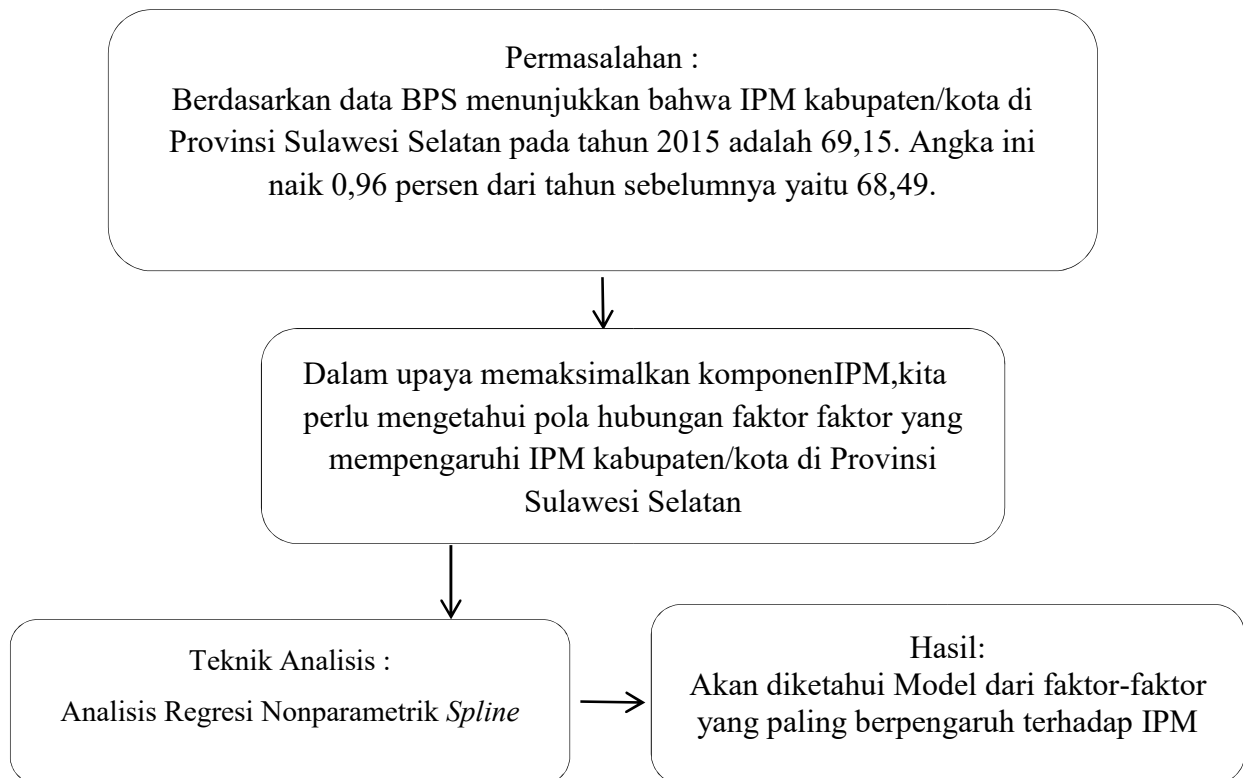 Permasalahan :
Berdasarkan data BPS menunjukkan bahwa IPM kabupaten/kota di
Provinsi Sulawesi Selatan pada tahun 2015 adalah 69,15. Angka ini
naik 0,96 persen dari tahun sebelumnya yaitu 68,49.
Dalam upaya memaksimalkan komponenIPM,kita
perlu mengetahui pola hubungan faktor faktor yang
mempengaruhi IPM kabupaten/kota di Provinsi
Sulawesi Selatan
Teknik Analisis :
Analisis Regresi Nonparametrik Spline
Hasil:
Akan diketahui Model dari faktor-faktor
yang paling berpengaruh terhadap IPM